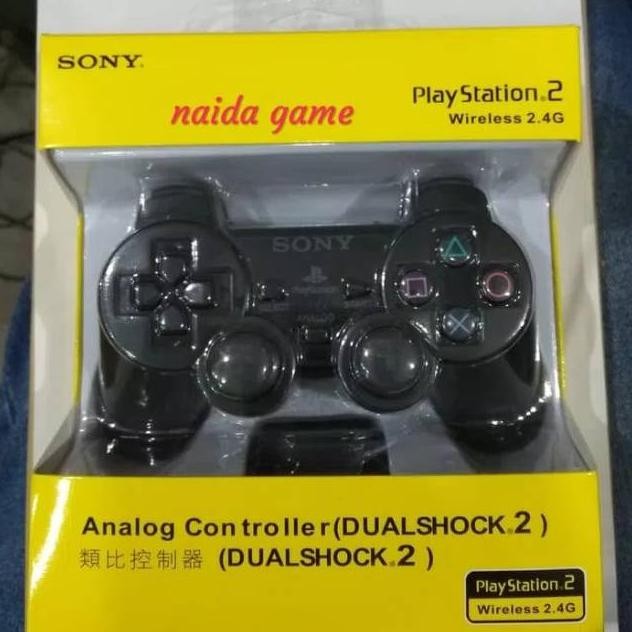 SONY.
PlayStation.2
Wireless 2.4G
naida game
SONY
ANALOG
Analog Controller(DUALSHOCK.2 )
類比控制器 (DUALSHOCK.2 )
PlayStation.2
Wireless 2.4G